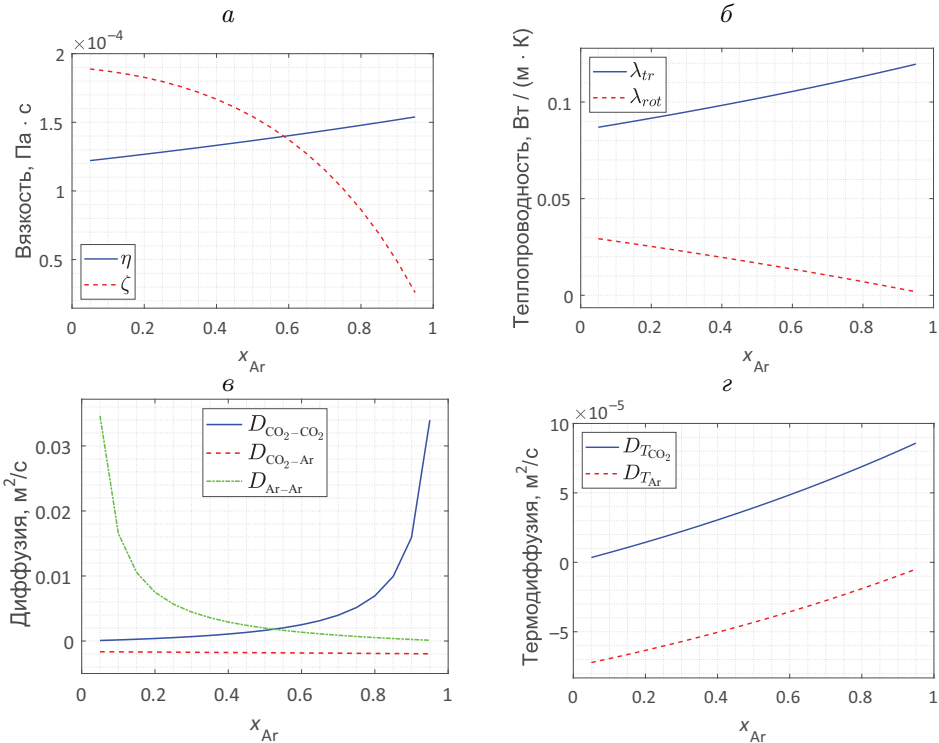 а
×10⁻⁴
2
1.5
1
0.5
0
0.2
0.4
0.6
0.8
1
Вязкость, Па · с
x_Ar
η
ζ
б
0.1
0.05
0
0
0.2
0.4
0.6
0.8
1
Теплопроводность, Вт / (м · К)
x_Ar
λ_tr
λ_rot
в
0.03
0.02
0.01
0
0
0.2
0.4
0.6
0.8
1
Диффузия, м²/с
x_Ar
D_CO₂−CO₂
D_CO₂−Ar
D_Ar−Ar
г
×10⁻⁵
10
5
0
−5
0
0.2
0.4
0.6
0.8
1
Термодиффузия, м²/с
x_Ar
D_T_CO₂
D_T_Ar